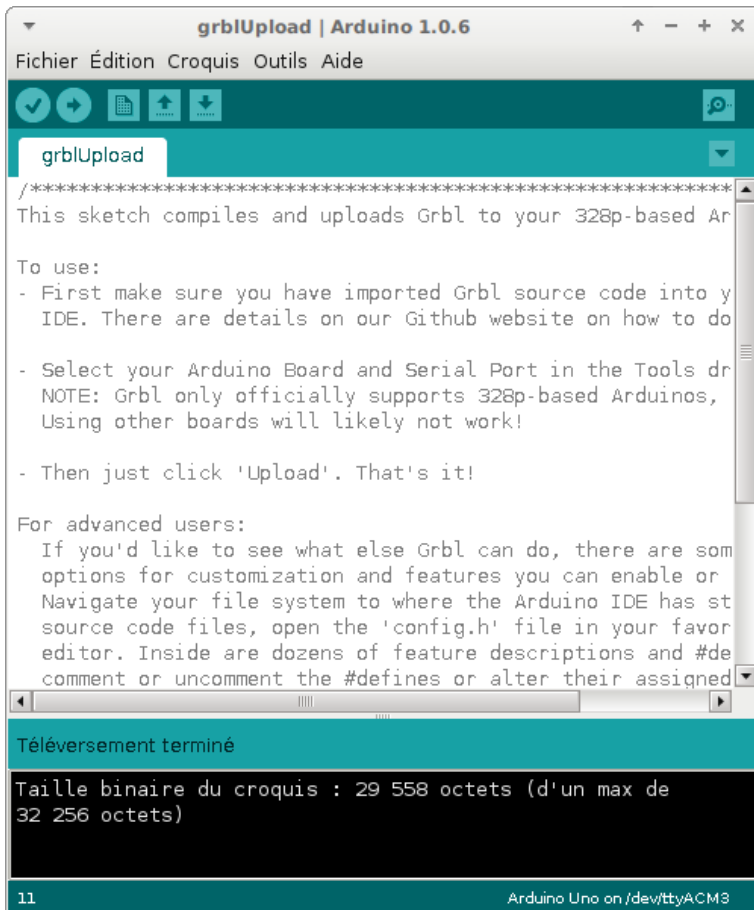 grblUpload | Arduino 1.0.6
Fichier Édition Croquis Outils Aide
grblUpload
/**********************************************************
This sketch compiles and uploads Grbl to your 328p-based Ar
To use:
- First make sure you have imported Grbl source code into y
IDE. There are details on our Github website on how to do
- Select your Arduino Board and Serial Port in the Tools dr
NOTE: Grbl only officially supports 328p-based Arduinos,
Using other boards will likely not work!
- Then just click 'Upload'. That's it!
For advanced users:
If you'd like to see what else Grbl can do, there are som
options for customization and features you can enable or
Navigate your file system to where the Arduino IDE has st
source code files, open the 'config.h' file in your favor
editor. Inside are dozens of feature descriptions and #de
comment or uncomment the #defines or alter their assigned
Téléversement terminé
Taille binaire du croquis : 29 558 octets (d'un max de
32 256 octets)
11
Arduino Uno on /dev/ttyACM3